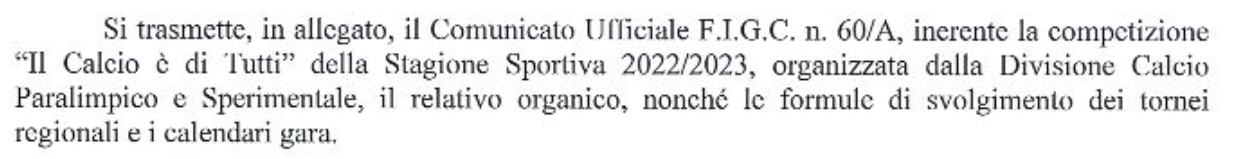 Si trasmette, in allegato, il Comunicato Ufficiale F.I.G.C. n. 60/A, inerente la competizione
“Il Calcio è di Tutti” della Stagione Sportiva 2022/2023, organizzata dalla Divisione Calcio
Paralimpico e Sperimentale, il relativo organico, nonché le formule di svolgimento dei tornei
regionali e i calendari gara.